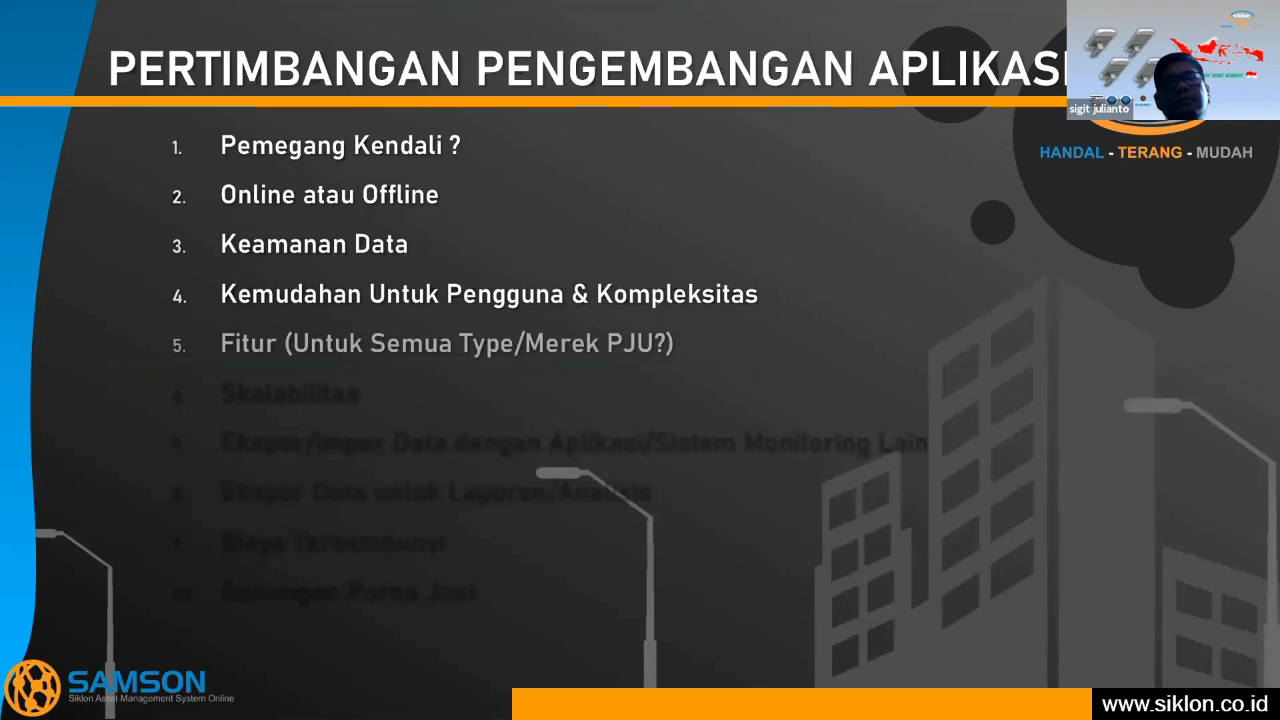 PERTIMBANGAN PENGEMBANGAN APLIKASI
siklon
sigit julianto
HANDAL - TERANG - MUDAH
1. Pemegang Kendali ?
2. Online atau Offline
3. Keamanan Data
4. Kemudahan Untuk Pengguna & Kompleksitas
5. Fitur (Untuk Semua Type/Merek PJU?)
6. Skalabilitas
7. Ekspor/Impor Data dengan Aplikasi/Sistem Monitoring Lain
8. Ekspor Data untuk Laporan/Analisis
9. Biaya Tersembunyi
10. Dukungan Purna Jual
SAMSON
Siklon Asset Management System Online
www.siklon.co.id